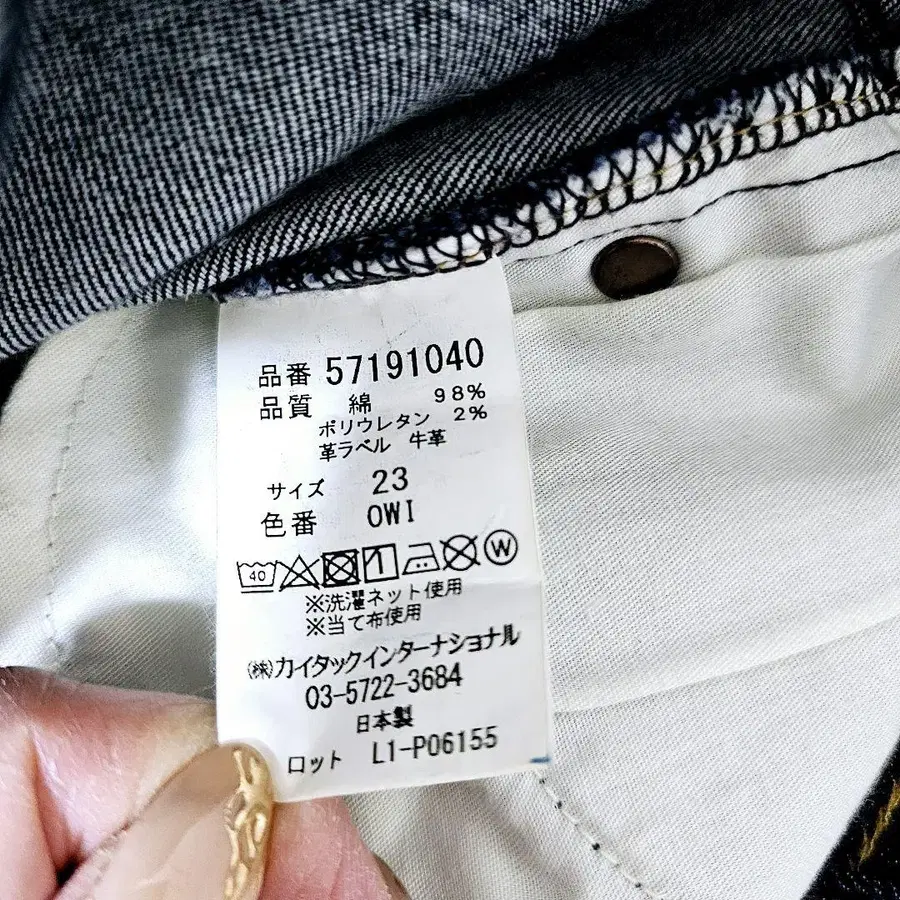 品番 57191040
品質 綿 98%
ポリウレタン 2%
革ラベル 牛革
サイズ 23
色番 OWI
40 W
※洗濯ネット使用
※当て布使用
㈱カイタックインターナショナル
03-5722-3684
日本製
ロット L1-P06155